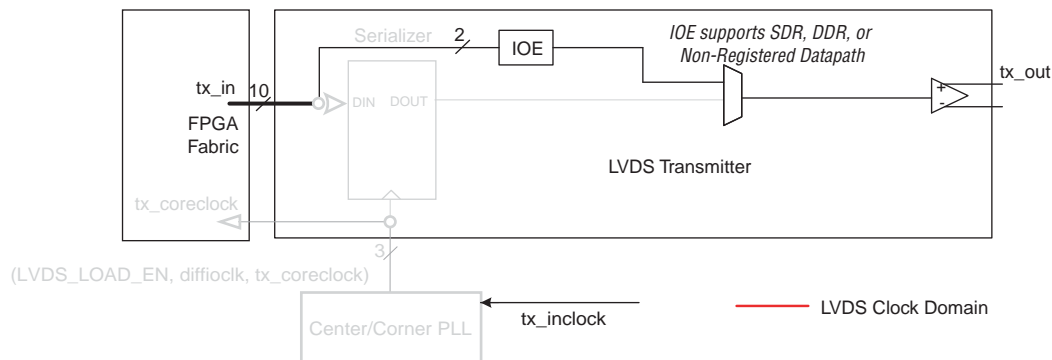 Serializer
2
IOE
IOE supports SDR, DDR, or
Non-Registered Datapath
tx_in
10
DIN DOUT
+
-
tx_out
FPGA
Fabric
LVDS Transmitter
tx_coreclock
3
(LVDS_LOAD_EN, diffioclk, tx_coreclock)
Center/Corner PLL
tx_inclock
LVDS Clock Domain